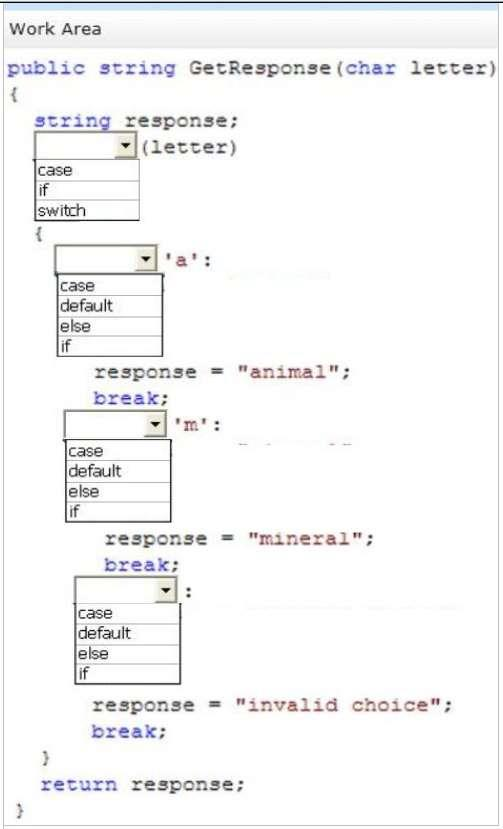 Work Area
public string GetResponse(char letter)
{
string response;
(letter)
case
if
switch
{
'a':
case
default
else
if
response = "animal";
break;
'm':
case
default
else
if
response = "mineral";
break;
:
case
default
else
if
response = "invalid choice";
break;
}
return response;
}